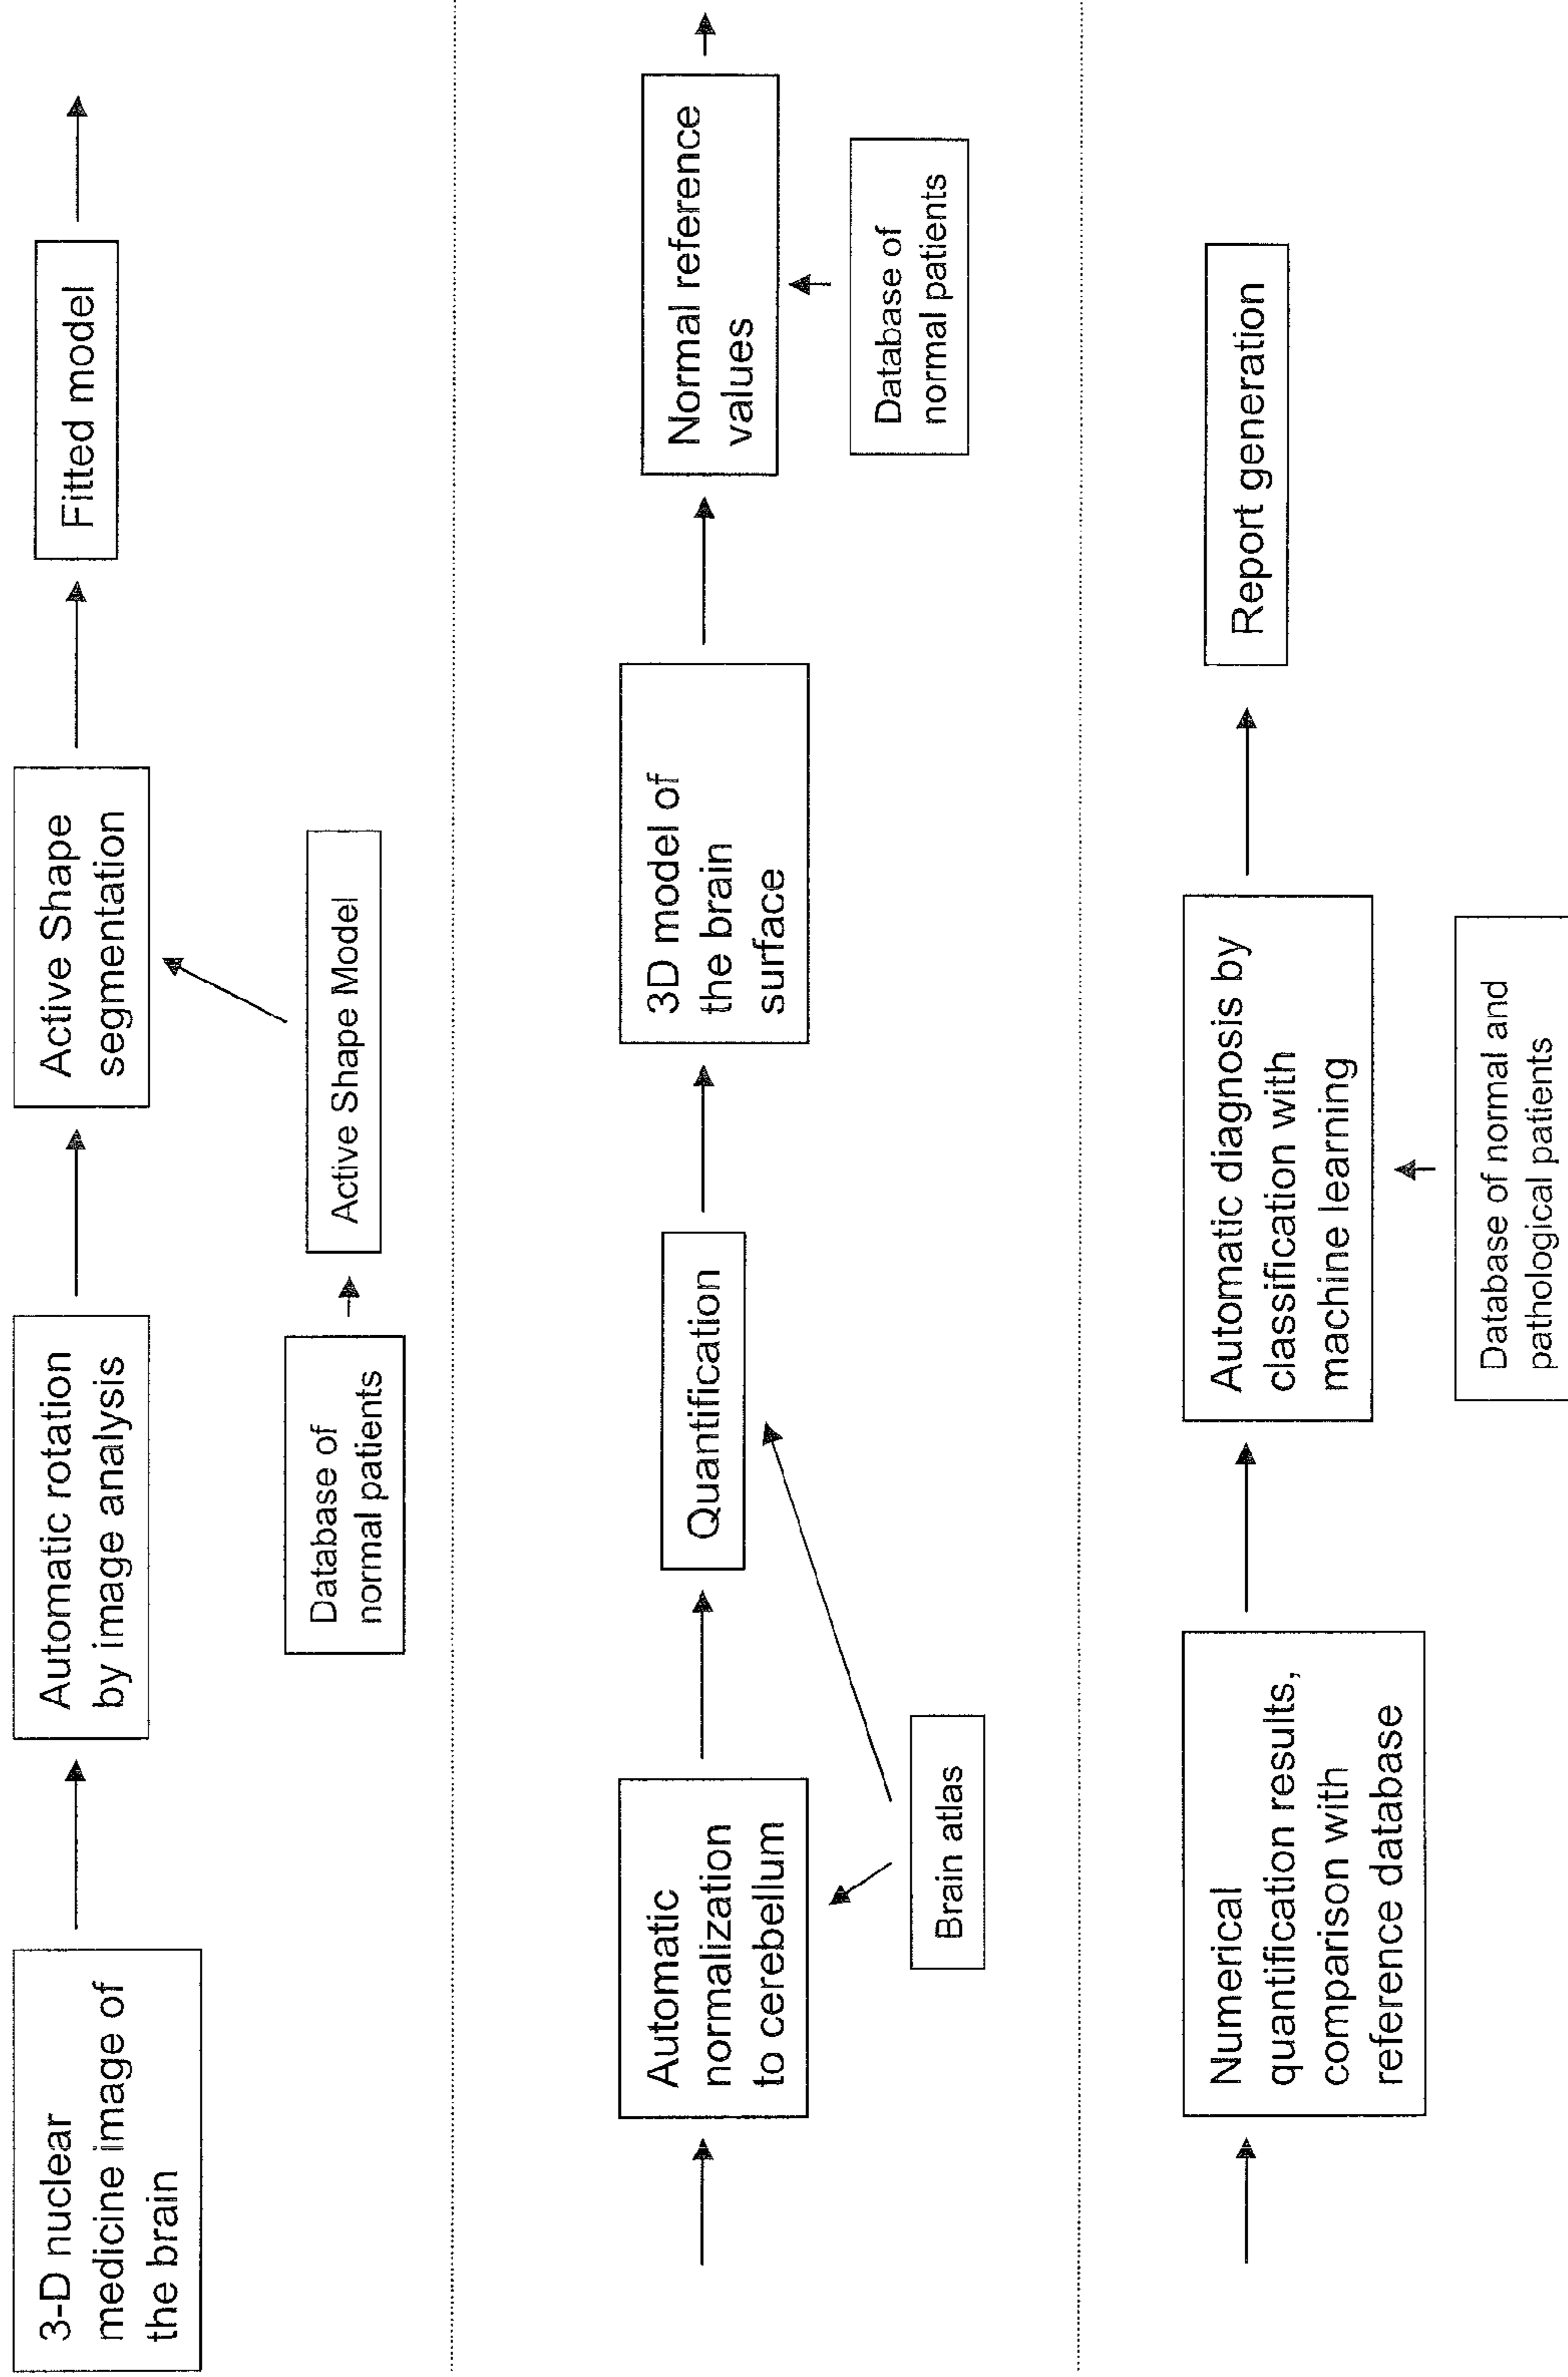 3-D nuclear
medicine image of
the brain
Automatic rotation
by image analysis
Active Shape
segmentation
Fitted model
Database of
normal patients
Active Shape Model
Automatic
normalization
to cerebellum
Quantification
3D model of
the brain
surface
Normal reference
values
Brain atlas
Database of
normal patients
Numerical
quantification results,
comparison with
reference database
Automatic diagnosis by
classification with
machine learning
Report generation
Database of normal and
pathological patients